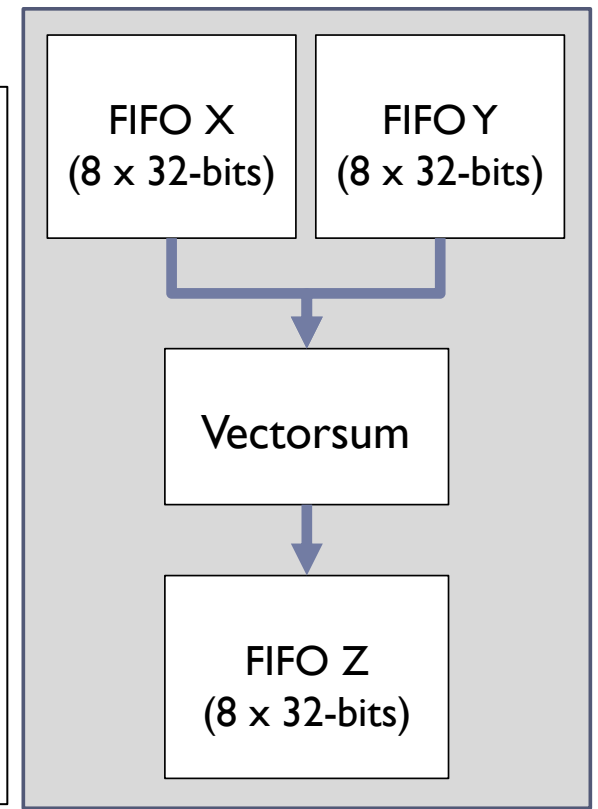 FIFO X
(8 x 32-bits)
FIFO Y
(8 x 32-bits)
Vectorsum
FIFO Z
(8 x 32-bits)